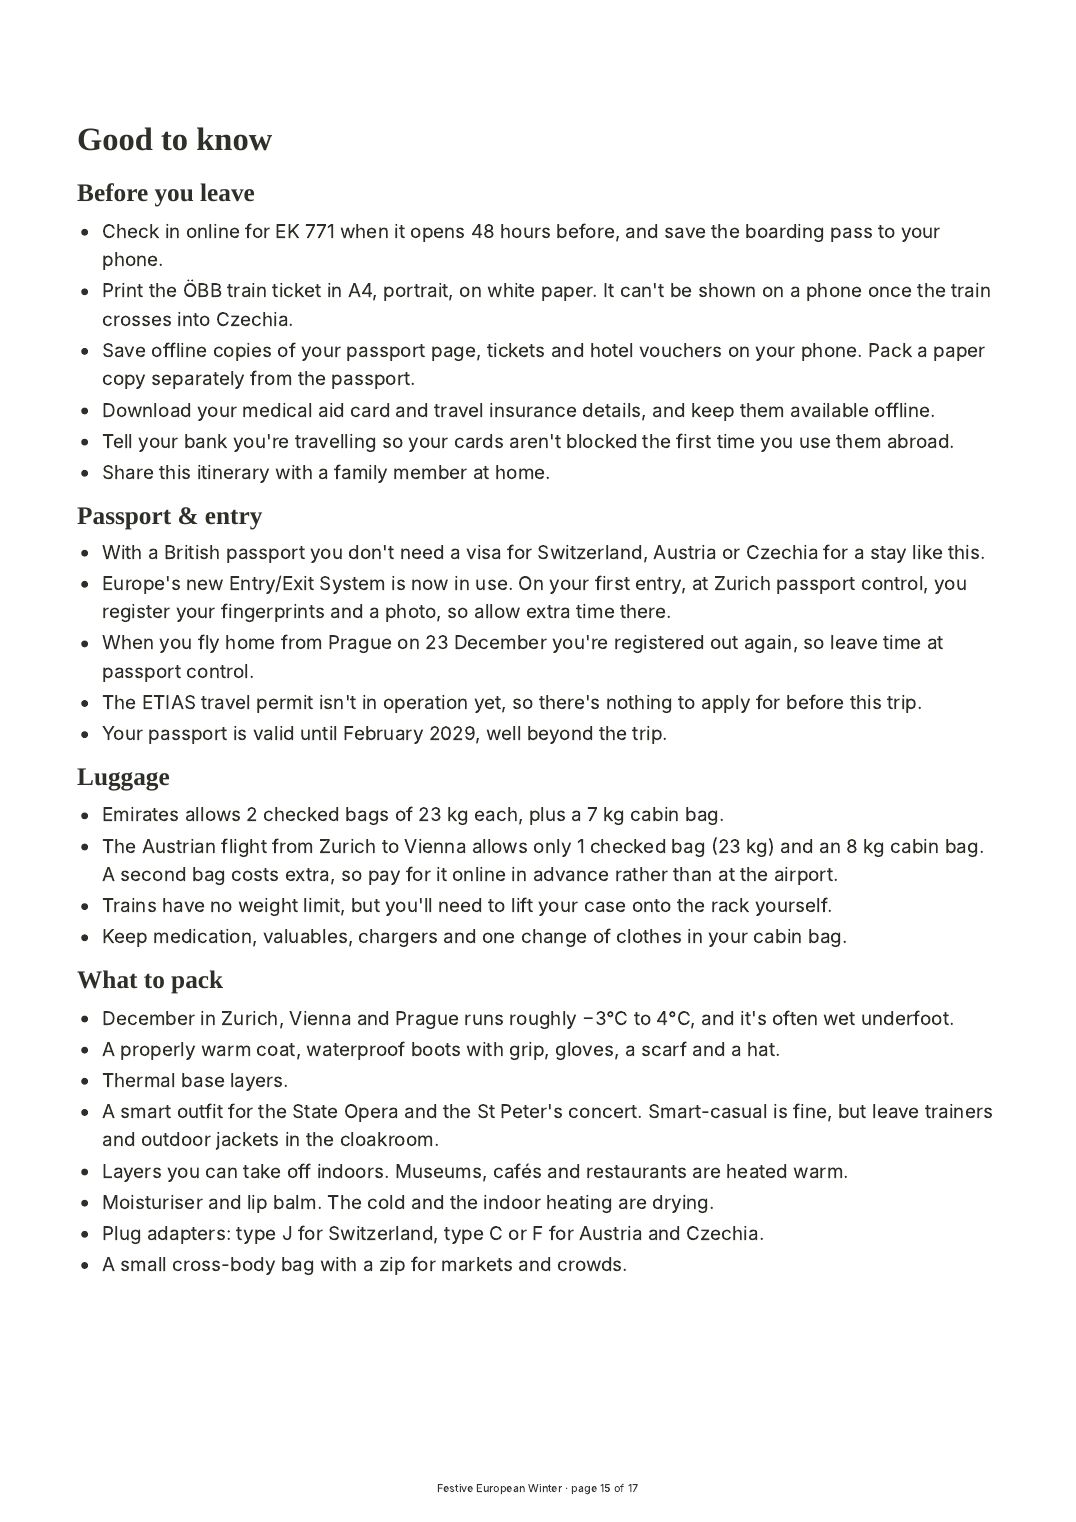 Good to know
Before you leave
• Check in online for EK 771 when it opens 48 hours before, and save the boarding pass to your
phone.
• Print the ÖBB train ticket in A4, portrait, on white paper. It can't be shown on a phone once the train
crosses into Czechia.
• Save offline copies of your passport page, tickets and hotel vouchers on your phone. Pack a paper
copy separately from the passport.
• Download your medical aid card and travel insurance details, and keep them available offline.
• Tell your bank you're travelling so your cards aren't blocked the first time you use them abroad.
• Share this itinerary with a family member at home.
Passport & entry
• With a British passport you don't need a visa for Switzerland, Austria or Czechia for a stay like this.
• Europe's new Entry/Exit System is now in use. On your first entry, at Zurich passport control, you
register your fingerprints and a photo, so allow extra time there.
• When you fly home from Prague on 23 December you're registered out again, so leave time at
passport control.
• The ETIAS travel permit isn't in operation yet, so there's nothing to apply for before this trip.
• Your passport is valid until February 2029, well beyond the trip.
Luggage
• Emirates allows 2 checked bags of 23 kg each, plus a 7 kg cabin bag.
• The Austrian flight from Zurich to Vienna allows only 1 checked bag (23 kg) and an 8 kg cabin bag.
A second bag costs extra, so pay for it online in advance rather than at the airport.
• Trains have no weight limit, but you'll need to lift your case onto the rack yourself.
• Keep medication, valuables, chargers and one change of clothes in your cabin bag.
What to pack
• December in Zurich, Vienna and Prague runs roughly −3°C to 4°C, and it's often wet underfoot.
• A properly warm coat, waterproof boots with grip, gloves, a scarf and a hat.
• Thermal base layers.
• A smart outfit for the State Opera and the St Peter's concert. Smart-casual is fine, but leave trainers
and outdoor jackets in the cloakroom.
• Layers you can take off indoors. Museums, cafés and restaurants are heated warm.
• Moisturiser and lip balm. The cold and the indoor heating are drying.
• Plug adapters: type J for Switzerland, type C or F for Austria and Czechia.
• A small cross-body bag with a zip for markets and crowds.
Festive European Winter · page 15 of 17